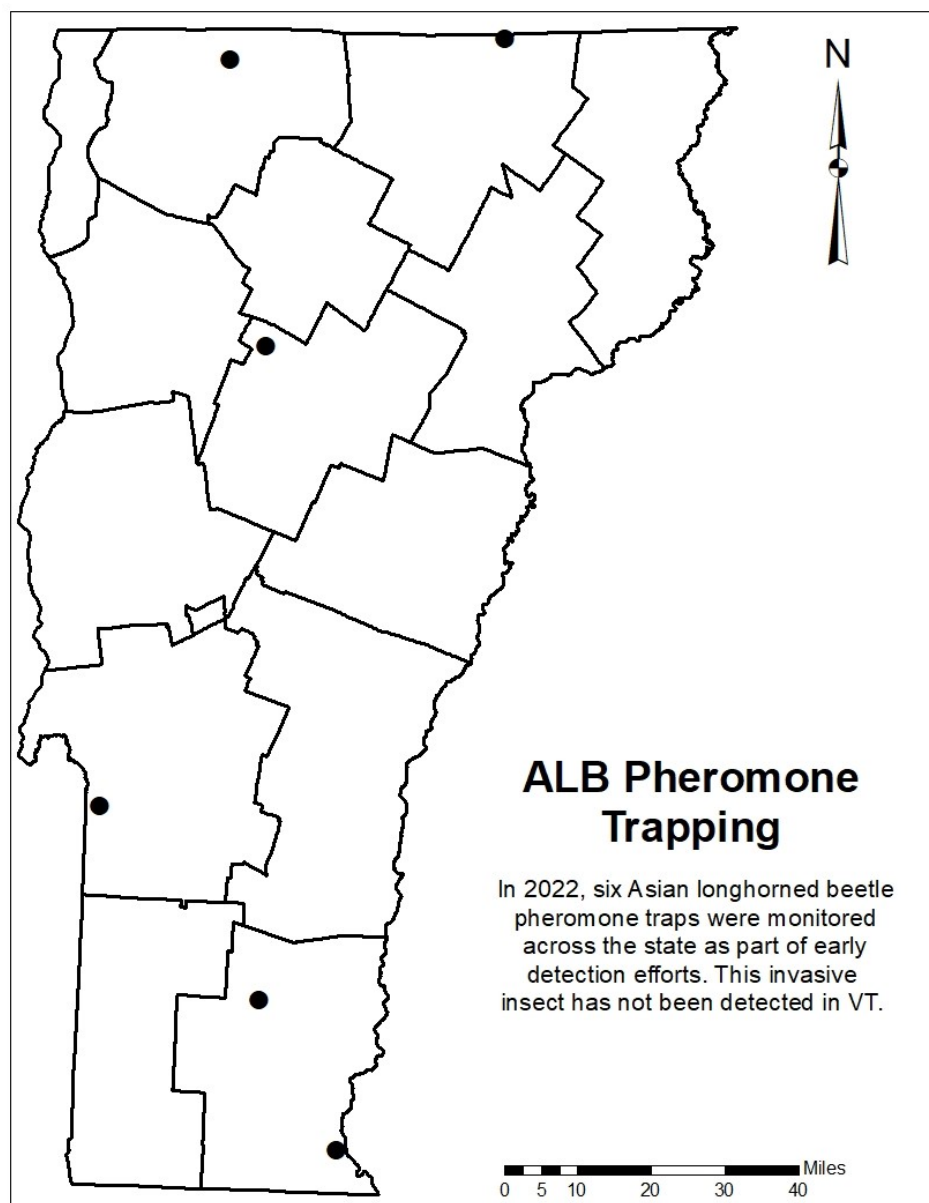 N
ALB Pheromone
Trapping
In 2022, six Asian longhorned beetle
pheromone traps were monitored
across the state as part of early
detection efforts. This invasive
insect has not been detected in VT.
Miles
0 5 10 20 30 40